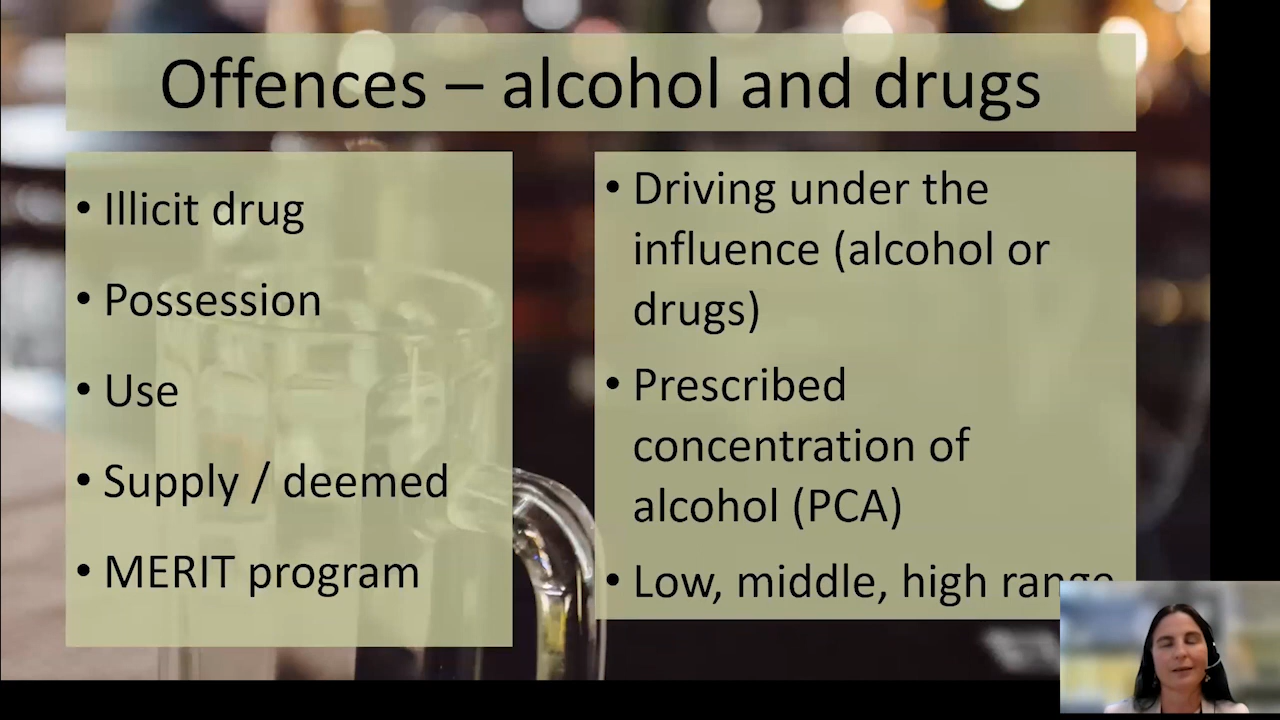 Offences – alcohol and drugs
• Illicit drug
• Possession
• Use
• Supply / deemed
• MERIT program
• Driving under the
influence (alcohol or
drugs)
• Prescribed
concentration of
alcohol (PCA)
• Low, middle, high range